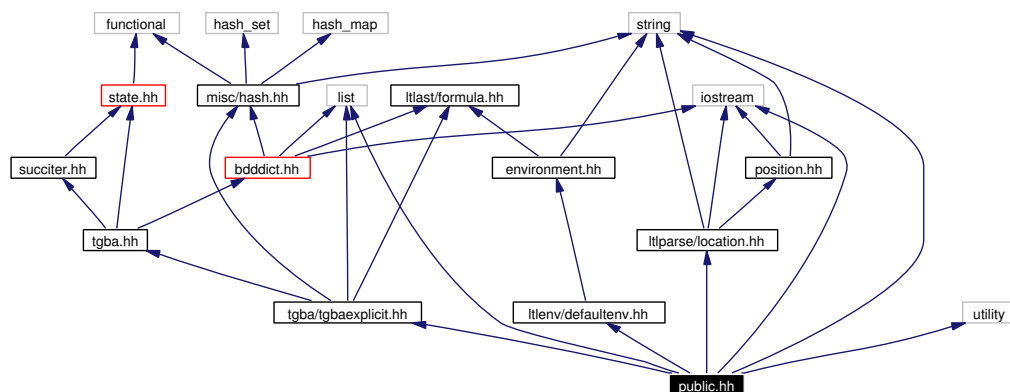 functional
hash_set
hash_map
string
state.hh
misc/hash.hh
list
ltlast/formula.hh
iostream
succiter.hh
bdddict.hh
environment.hh
position.hh
tgba.hh
ltlparse/location.hh
tgba/tgbaexplicit.hh
ltlenv/defaultenv.hh
utility
public.hh